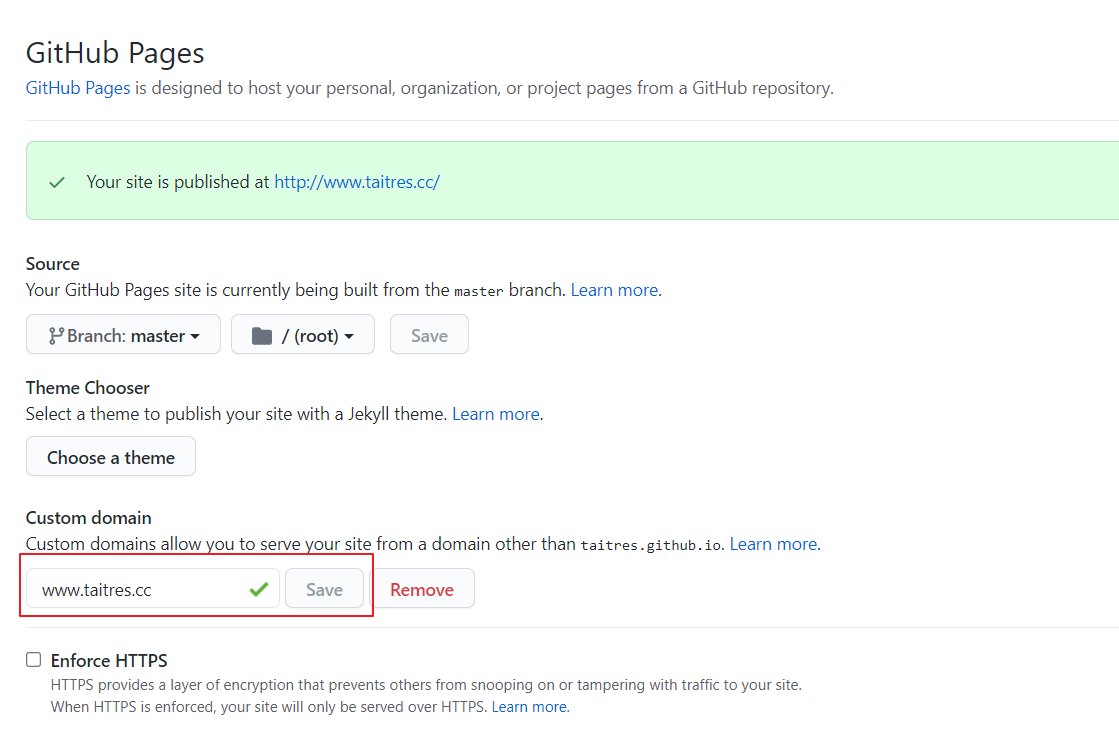 GitHub Pages
GitHub Pages is designed to host your personal, organization, or project pages from a GitHub repository.
Your site is published at http://www.taitres.cc/
Source
Your GitHub Pages site is currently being built from the master branch. Learn more.
Branch: master / (root) Save
Theme Chooser
Select a theme to publish your site with a Jekyll theme. Learn more.
Choose a theme
Custom domain
Custom domains allow you to serve your site from a domain other than taitres.github.io. Learn more.
www.taitres.cc Save Remove
Enforce HTTPS
HTTPS provides a layer of encryption that prevents others from snooping on or tampering with traffic to your site.
When HTTPS is enforced, your site will only be served over HTTPS. Learn more.